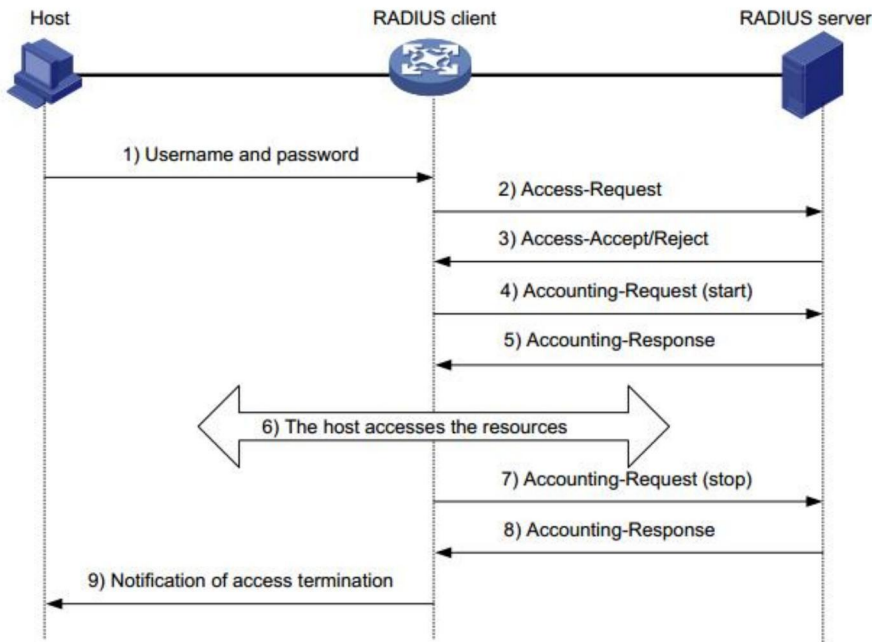 Host
RADIUS client
RADIUS server
1) Username and password
2) Access-Request
3) Access-Accept/Reject
4) Accounting-Request (start)
5) Accounting-Response
6) The host accesses the resources
7) Accounting-Request (stop)
8) Accounting-Response
9) Notification of access termination